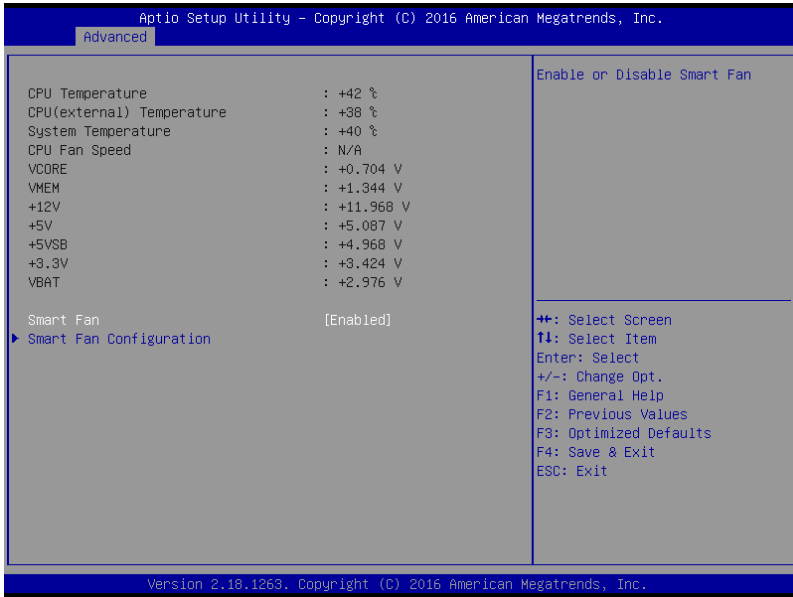 Aptio Setup Utility – Copyright (C) 2016 American Megatrends, Inc.
Advanced
CPU Temperature : +42 ℃
CPU(external) Temperature : +38 ℃
System Temperature : +40 ℃
CPU Fan Speed : N/A
VCORE : +0.704 V
VMEM : +1.344 V
+12V : +11.968 V
+5V : +5.087 V
+5VSB : +4.968 V
+3.3V : +3.424 V
VBAT : +2.976 V
Smart Fan [Enabled]
Smart Fan Configuration
Enable or Disable Smart Fan
→←: Select Screen
↑↓: Select Item
Enter: Select
+/-: Change Opt.
F1: General Help
F2: Previous Values
F3: Optimized Defaults
F4: Save & Exit
ESC: Exit
Version 2.18.1263. Copyright (C) 2016 American Megatrends, Inc.